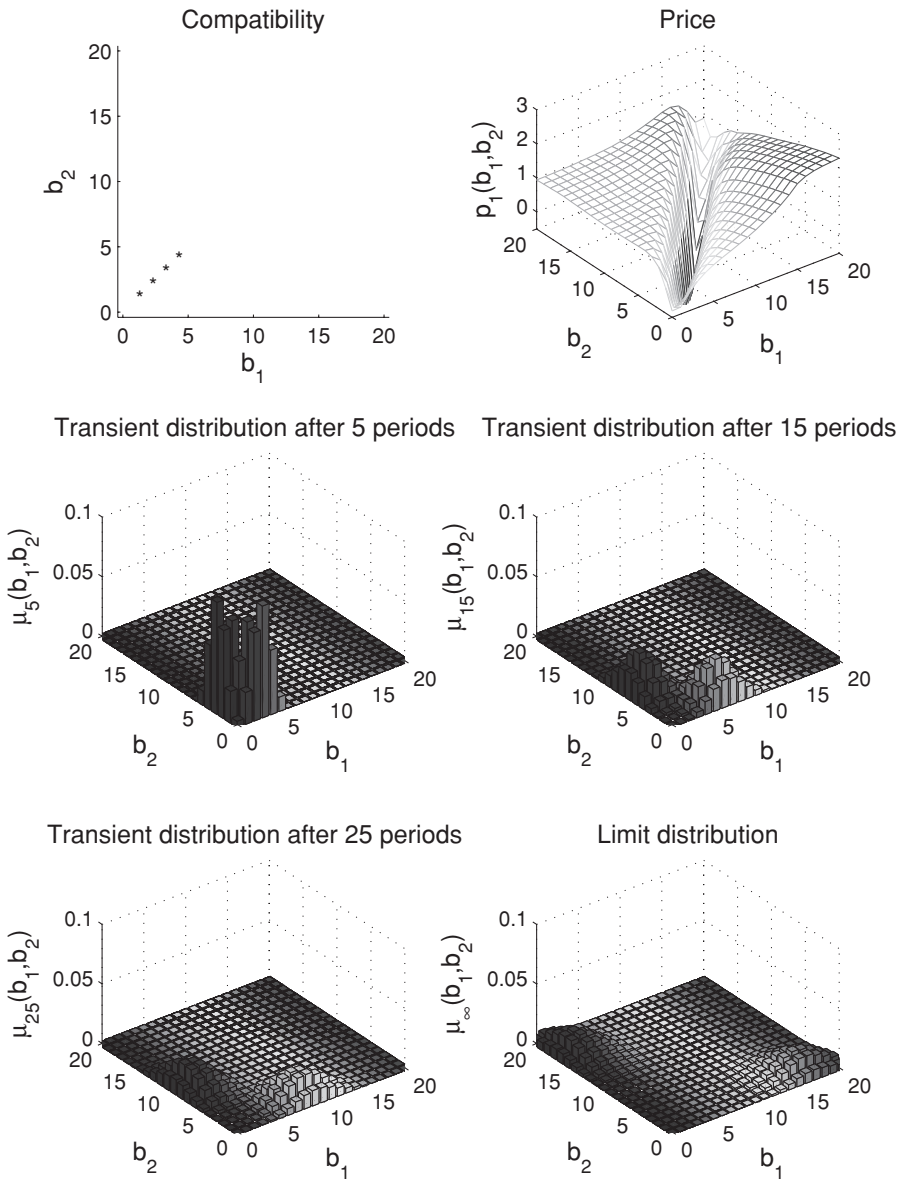 Compatibility
20
15
10
5
0
b₂
0 5 10 15 20
b₁
Price
3
2
1
0
p₁(b₁,b₂)
20
15
10
5
0
b₂
0
5
10
15
20
b₁
Transient distribution after 5 periods
0.1
0.05
0
μ₅(b₁,b₂)
20
15
10
5
0
b₂
0
5
10
15
20
b₁
Transient distribution after 15 periods
0.1
0.05
0
μ₁₅(b₁,b₂)
20
15
10
5
0
b₂
0
5
10
15
20
b₁
Transient distribution after 25 periods
0.1
0.05
0
μ₂₅(b₁,b₂)
20
15
10
5
0
b₂
0
5
10
15
20
b₁
Limit distribution
0.1
0.05
0
μ∞(b₁,b₂)
20
15
10
5
0
b₂
0
5
10
15
20
b₁